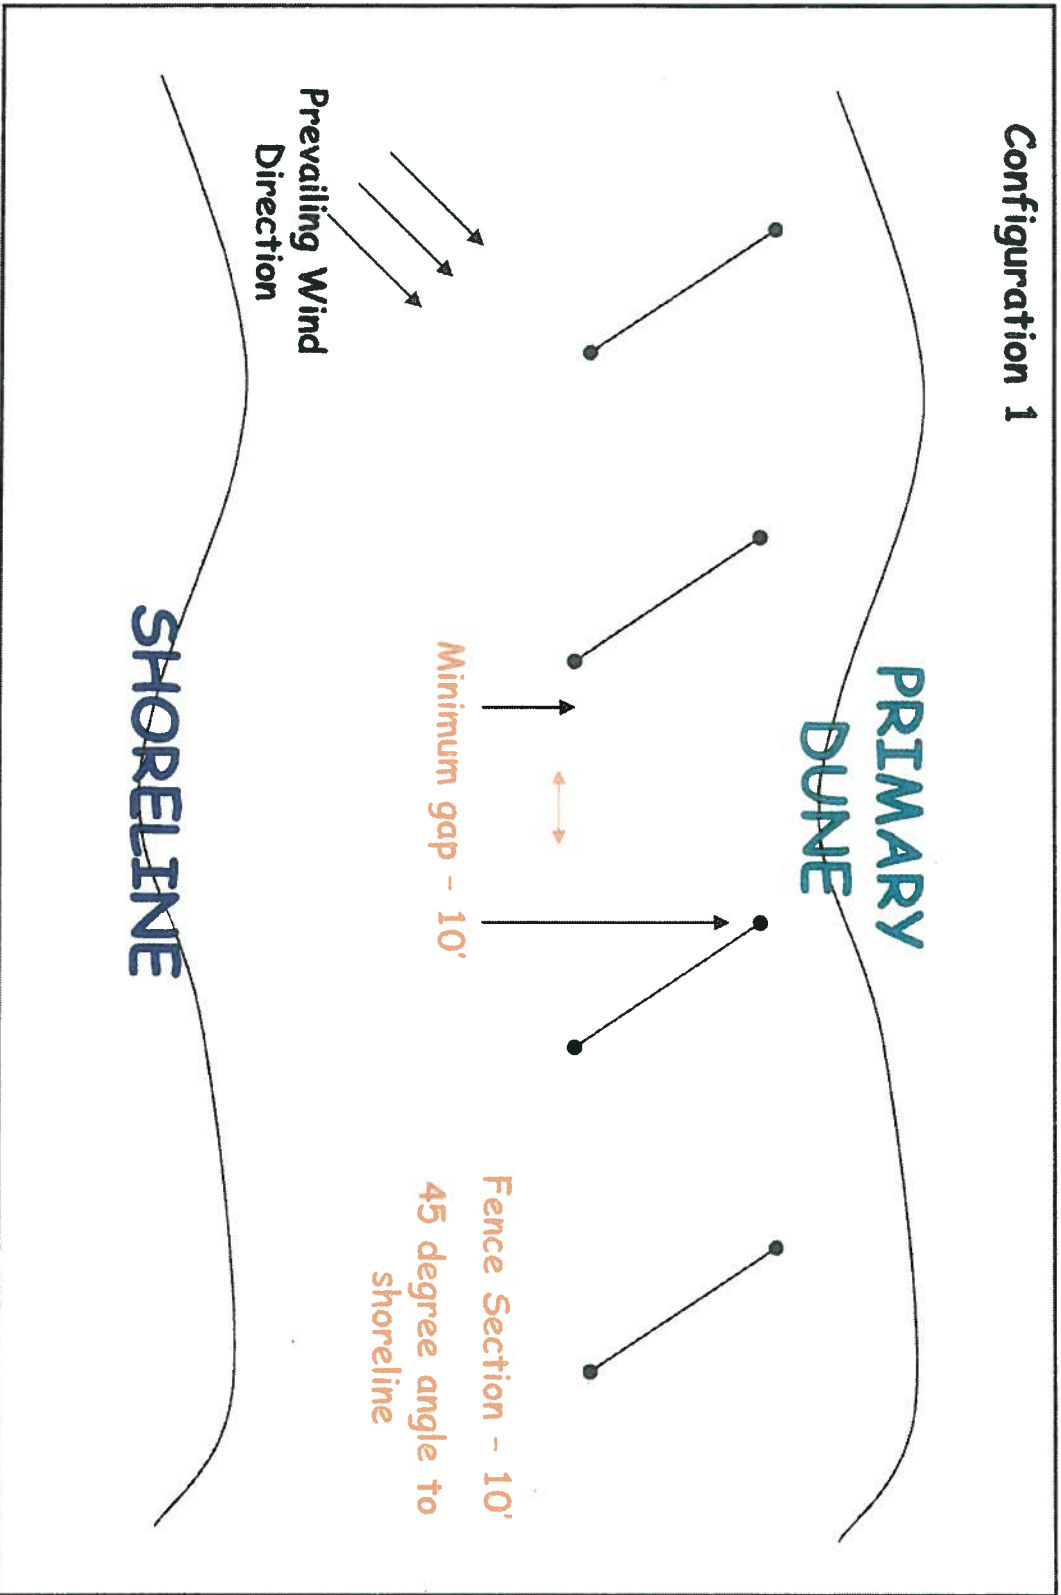 Configuration 1
PRIMARY
DUNE
Prevailing Wind
Direction
Minimum gap - 10'
Fence Section - 10'
45 degree angle to
shoreline
SHORELINE